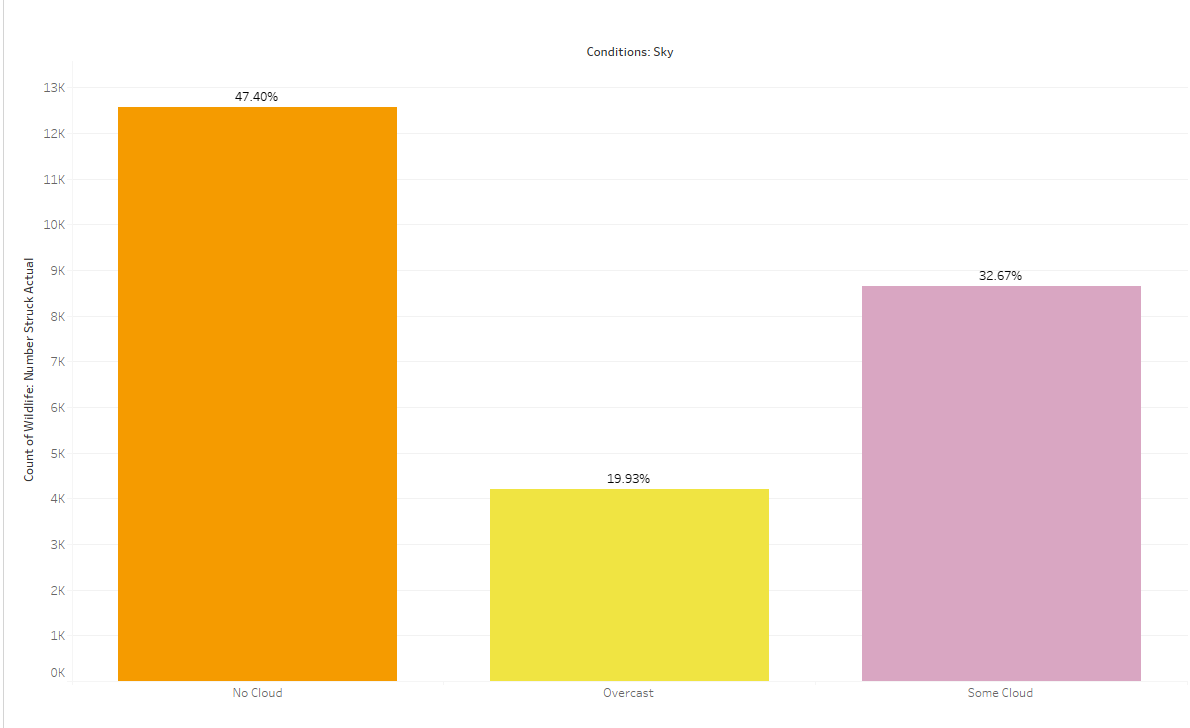 Conditions: Sky
Count of Wildlife: Number Struck Actual
13K
12K
11K
10K
9K
8K
7K
6K
5K
4K
3K
2K
1K
0K
47.40%
19.93%
32.67%
No Cloud
Overcast
Some Cloud